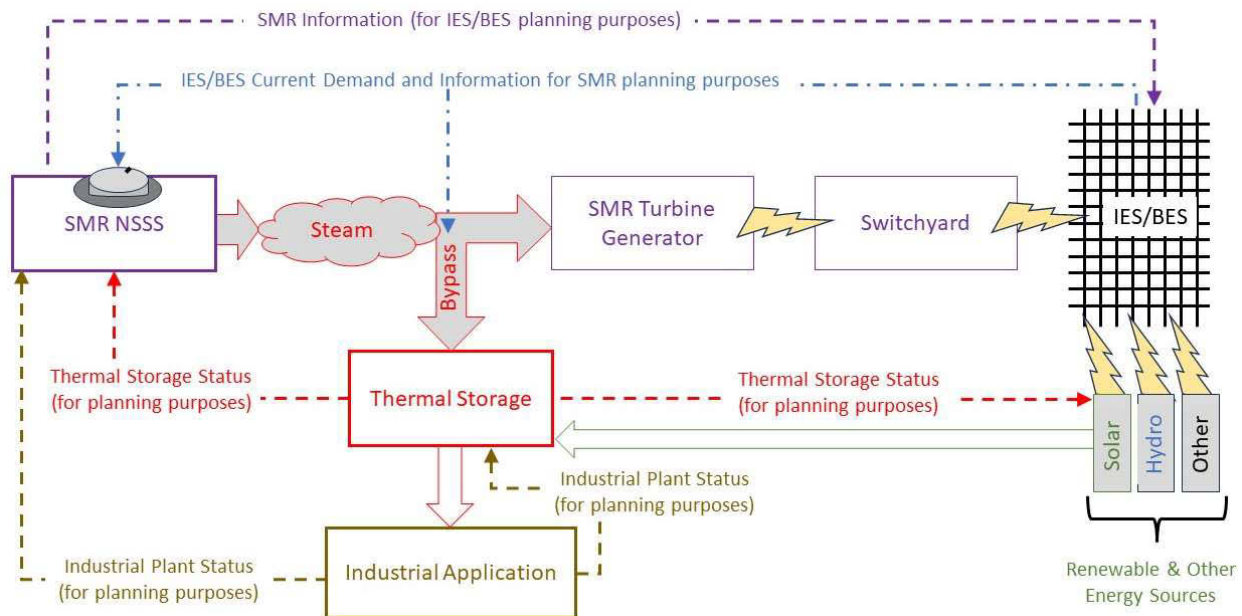 SMR Information (for IES/BES planning purposes)
IES/BES Current Demand and Information for SMR planning purposes
SMR NSSS
Steam
Bypass
SMR Turbine
Generator
Switchyard
IES/BES
Thermal Storage Status
(for planning purposes)
Thermal Storage
Thermal Storage Status
(for planning purposes)
Solar
Hydro
Other
Industrial Plant Status
(for planning purposes)
Industrial Plant Status
(for planning purposes)
Industrial Application
Renewable & Other
Energy Sources